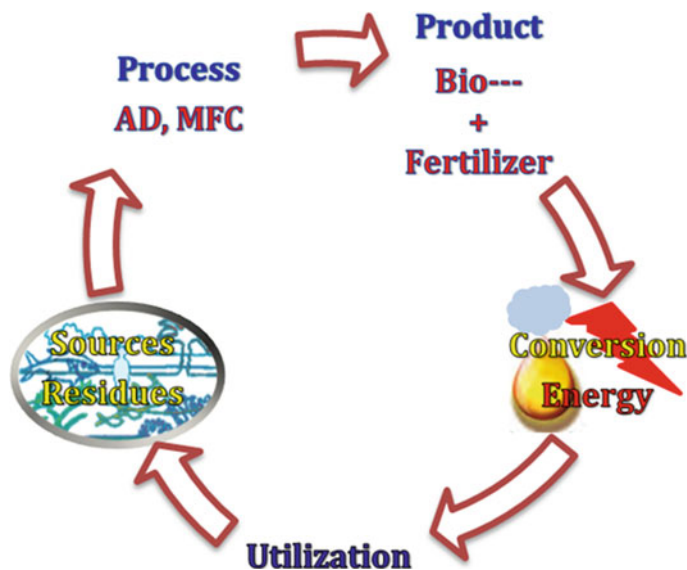 Process
AD, MFC
Product
Bio---
+
Fertilizer
Conversion
Energy
Utilization
Sources
Residues